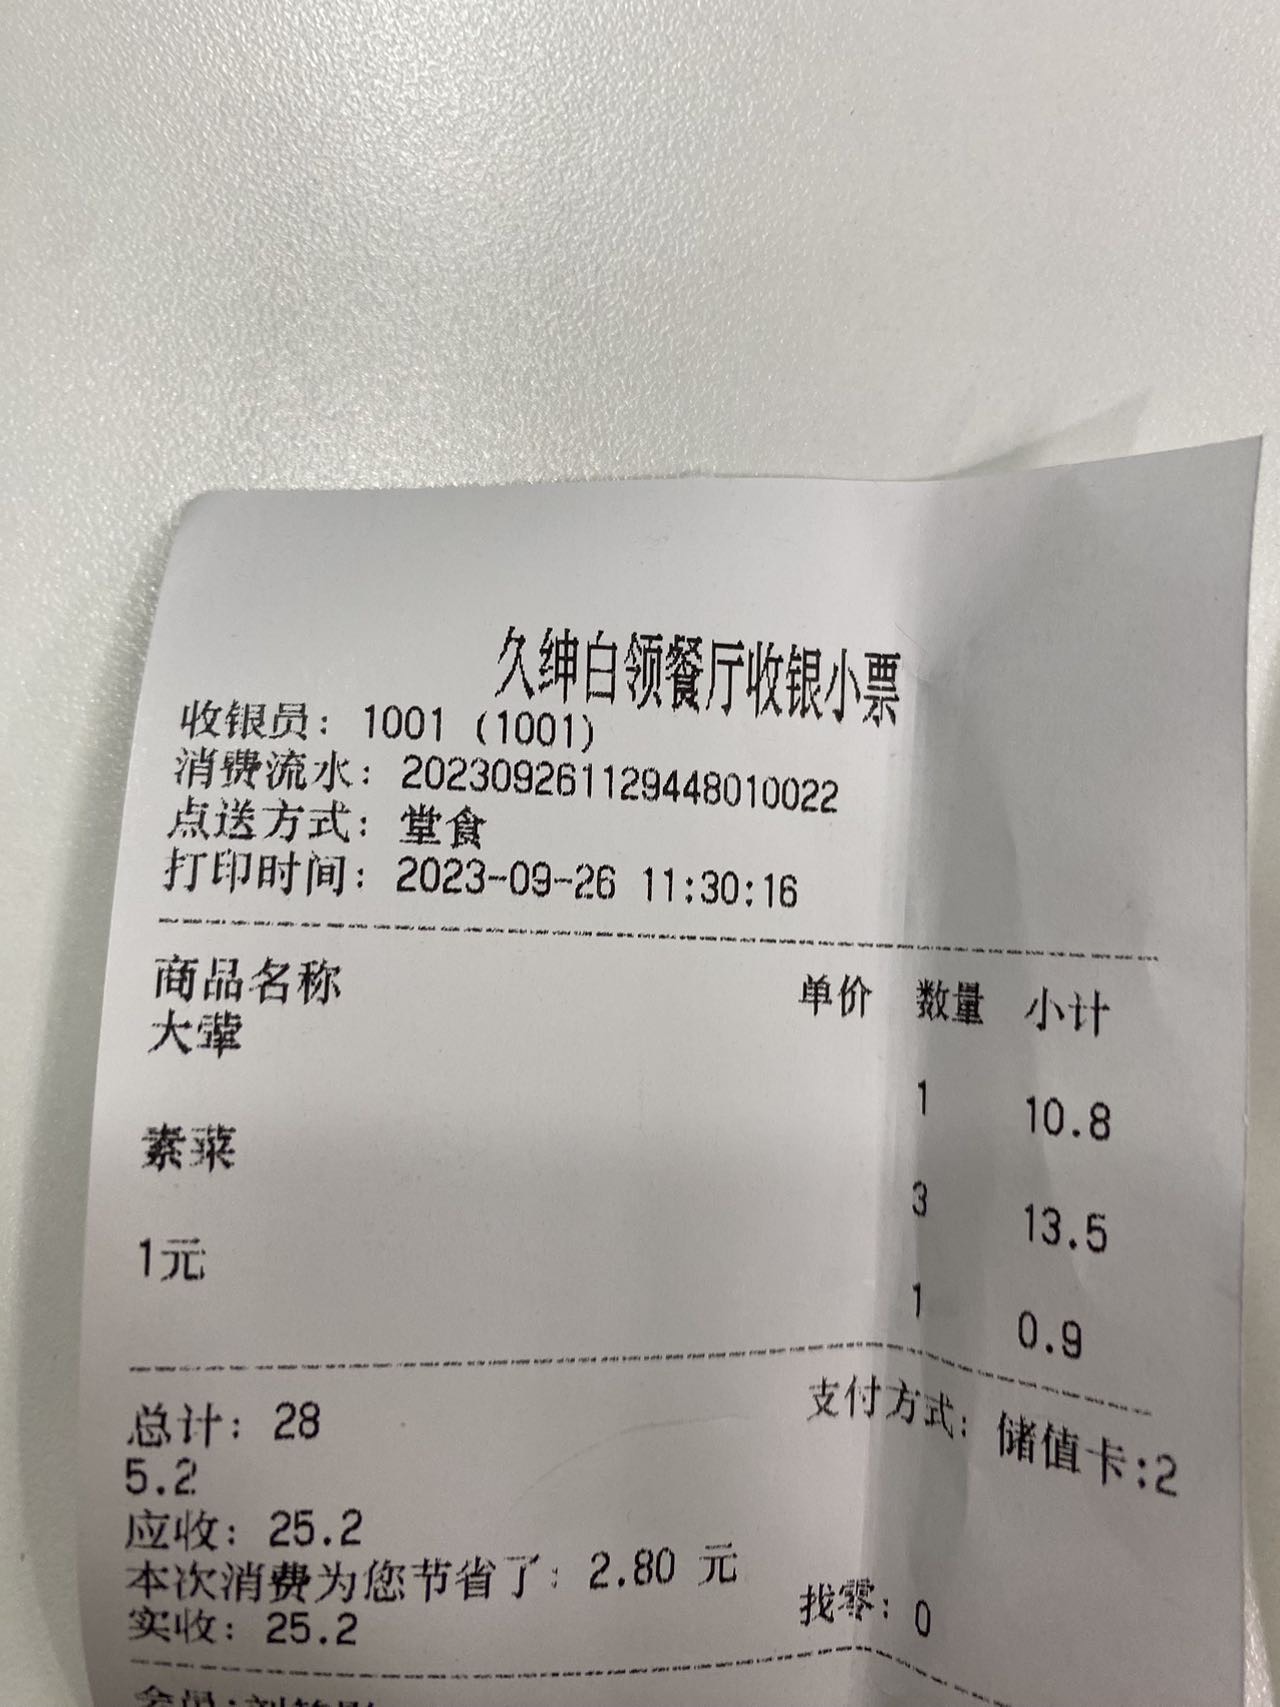 久绅白领餐厅收银小票
收银员: 1001 (1001)
消费流水: 202309261129448010022
点送方式: 堂食
打印时间: 2023-09-26 11:30:16
商品名称 单价 数量 小计
大荤
1 10.8
素菜
3 13.5
1元
1 0.9
总计: 28 支付方式: 储值卡:2
5.2
应收: 25.2
本次消费为您节省了: 2.80 元
实收: 25.2 找零: 0
会员: